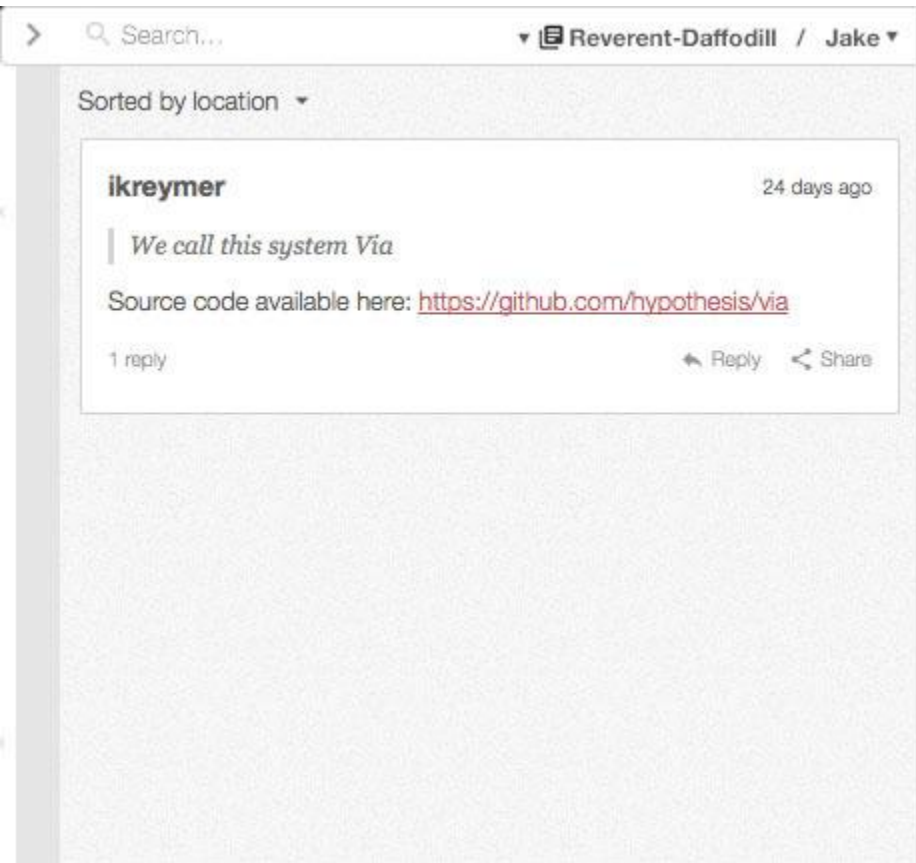 Search... Reverent-Daffodill / Jake
Sorted by location
ikreymer 24 days ago
We call this system Via
Source code available here: https://github.com/hypothesis/via
1 reply Reply Share